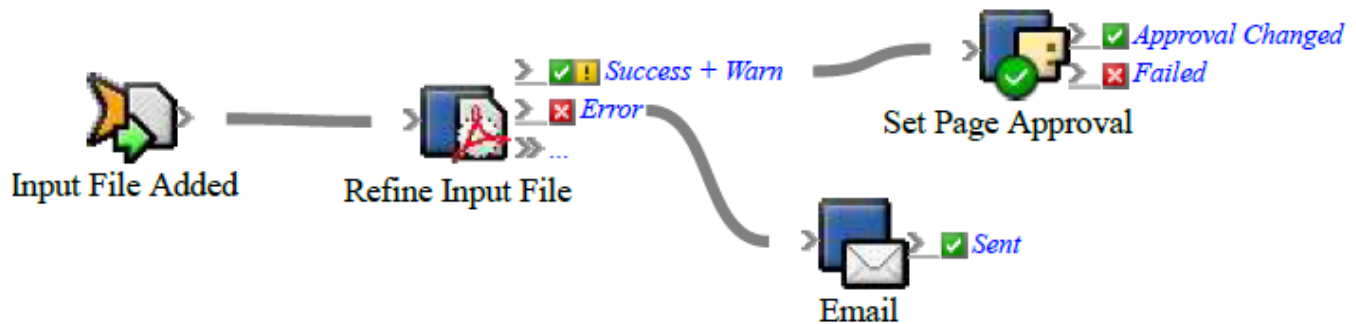 Success + Warn
Error
...
Approval Changed
Failed
Set Page Approval
Input File Added
Refine Input File
Sent
Email